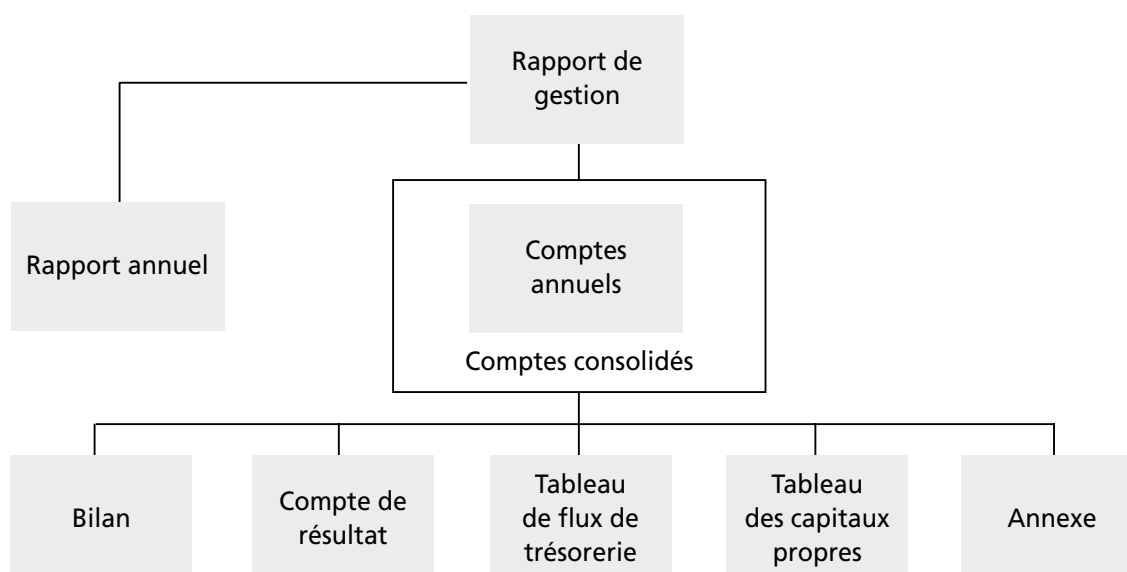 Rapport de
gestion
Rapport annuel
Comptes
annuels
Comptes consolidés
Bilan
Compte de
résultat
Tableau
de flux de
trésorerie
Tableau
des capitaux
propres
Annexe